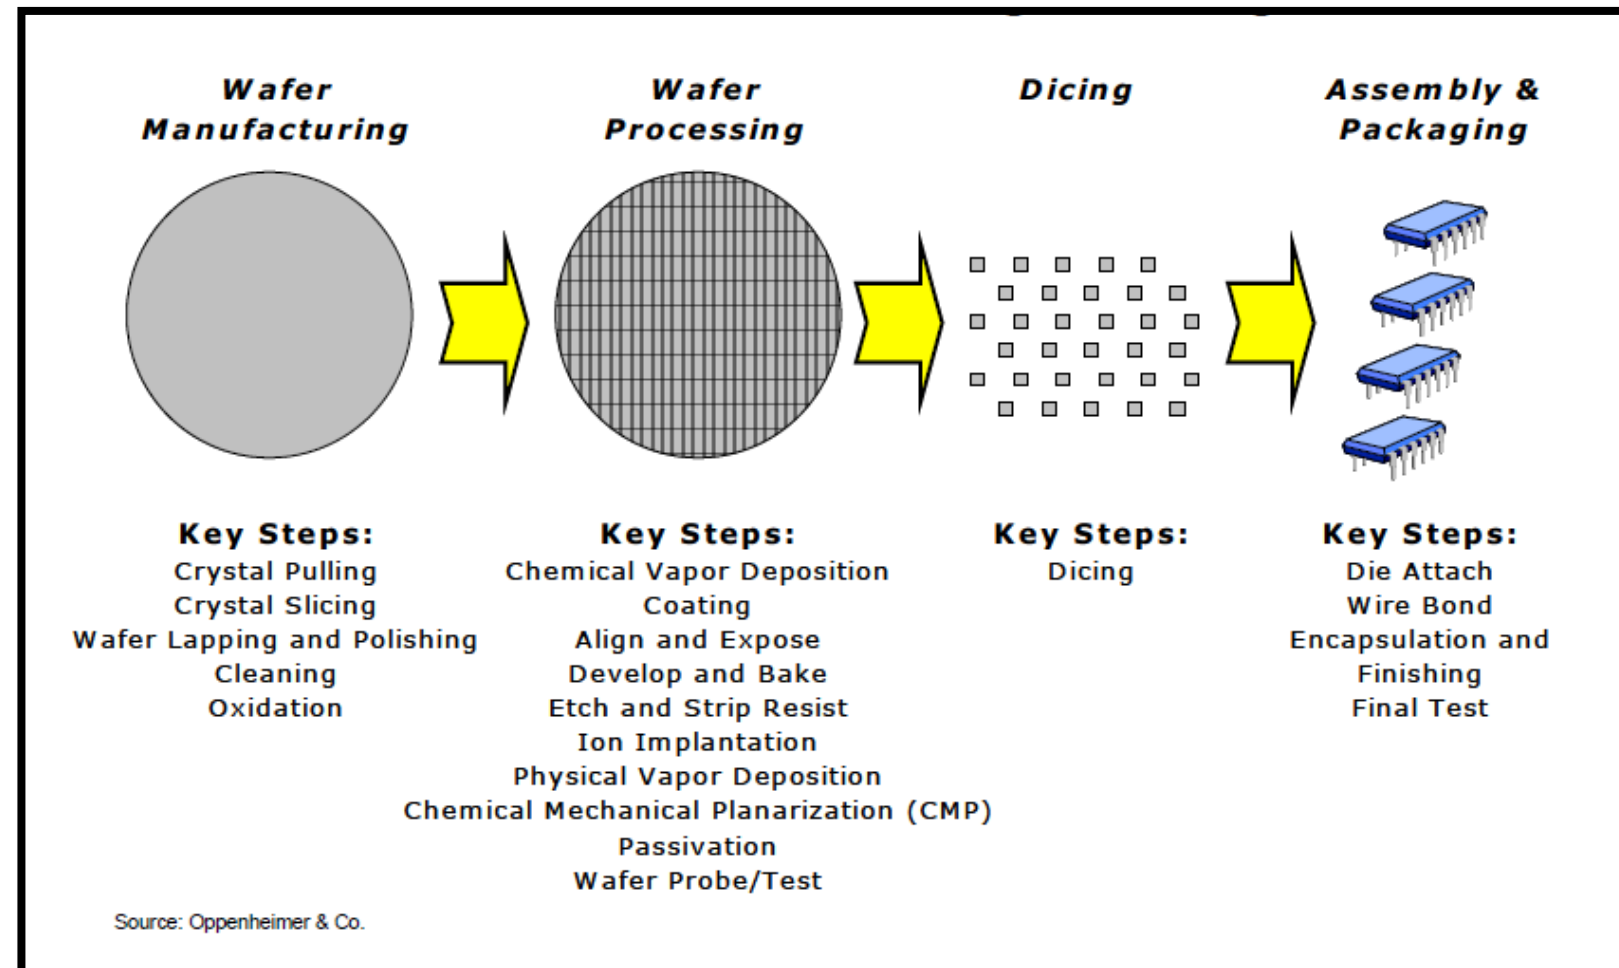 Wafer
Manufacturing
Wafer
Processing
Dicing
Assembly &
Packaging
Key Steps:
Crystal Pulling
Crystal Slicing
Wafer Lapping and Polishing
Cleaning
Oxidation
Key Steps:
Chemical Vapor Deposition
Coating
Align and Expose
Develop and Bake
Etch and Strip Resist
Ion Implantation
Physical Vapor Deposition
Chemical Mechanical Planarization (CMP)
Passivation
Wafer Probe/Test
Key Steps:
Dicing
Key Steps:
Die Attach
Wire Bond
Encapsulation and
Finishing
Final Test
Source: Oppenheimer & Co.